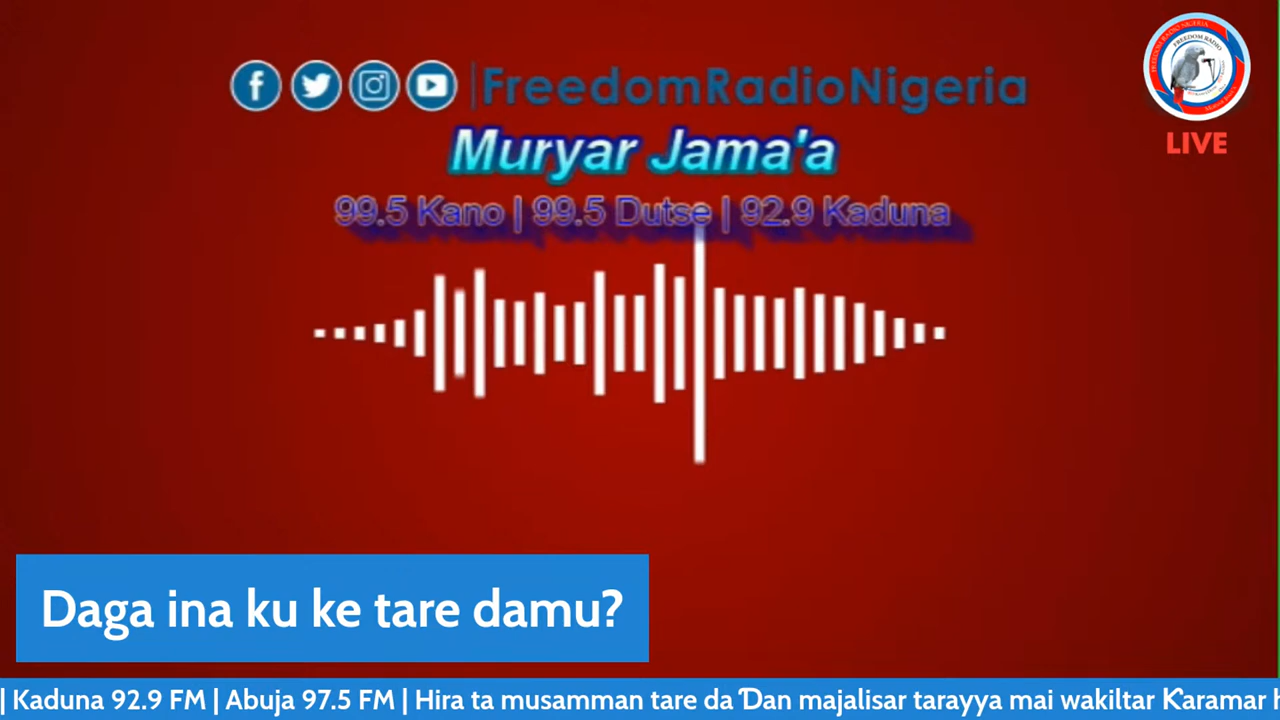 |FreedomRadioNigeria
Muryar Jama'a
99.5 Kano | 99.5 Dutse | 92.9 Kaduna
LIVE
Daga ina ku ke tare damu?
| Kaduna 92.9 FM | Abuja 97.5 FM | Hira ta musamman tare da Ɗan majalisar tarayya mai wakiltar Ƙaramar